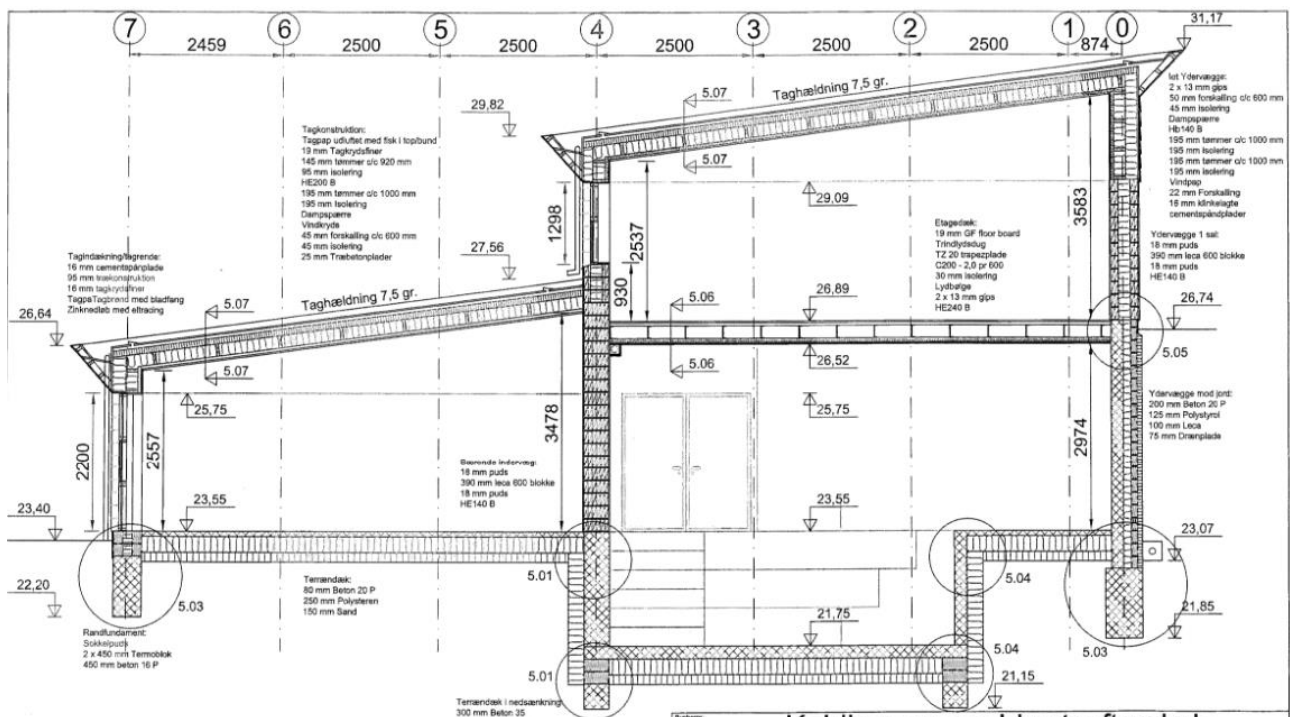 7
6
5
4
3
2
1
0
2459
2500
2500
2500
2500
2500
874
31,17
Taghældning 7,5 gr.
5.07
5.07
29,82
29,09
Tagkonstruktion:
Tagpap udluftet med fisk i top/bund
19 mm Tagkrydsfiner
145 mm tømmer c/c 920 mm
95 mm isolering
HE200 B
195 mm tømmer c/c 1000 mm
195 mm Isolering
Dampspærre
Vindkryds
45 mm forskalling c/c 600 mm
45 mm isolering
25 mm Træbetonplader
let Ydervægge:
2 x 13 mm gips
50 mm forskalling c/c 600 mm
45 mm isolering
Dampspærre
Hb140 B
195 mm tømmer c/c 1000 mm
195 mm isolering
195 mm tømmer c/c 1000 mm
195 mm isolering
Vindpap
22 mm Forskalling
16 mm klinkelagte
cementspåndplader
1298
2537
3583
930
27,56
Etagedæk:
19 mm GF floor board
Trindlydsdug
TZ 20 trapezplade
C200 - 2,0 pr 600
30 mm isolering
Lydbølge
2 x 13 mm gips
HE240 B
Ydervægge 1 sal:
18 mm puds
390 mm leca 600 blokke
18 mm puds
HE140 B
Tagindækning/tagrende:
16 mm cementspånplade
95 mm trækonstruktion
16 mm tagkrydsfiner
Tagpa Tagbrønd med bladfang
Zinknedløb med eltracing
Taghældning 7,5 gr.
5.07
5.07
26,64
5.06
5.06
26,89
26,52
26,74
5.05
25,75
25,75
2200
2557
3478
2974
Ydervægge mod jord:
200 mm Beton 20 P
125 mm Polystyrol
100 mm Leca
75 mm Drænplade
Bærende indervæg:
18 mm puds
390 mm leca 600 blokke
18 mm puds
HE140 B
23,55
23,55
23,40
23,07
22,20
5.03
5.01
5.04
Terrændæk:
80 mm Beton 20 P
250 mm Polysteren
150 mm Sand
21,75
21,85
5.03
Randfundament:
Sokkelpuds
2 x 450 mm Termoblok
450 mm beton 16 P
5.01
5.04
21,15
Terrændæk i nedsænkning
300 mm Beton 35